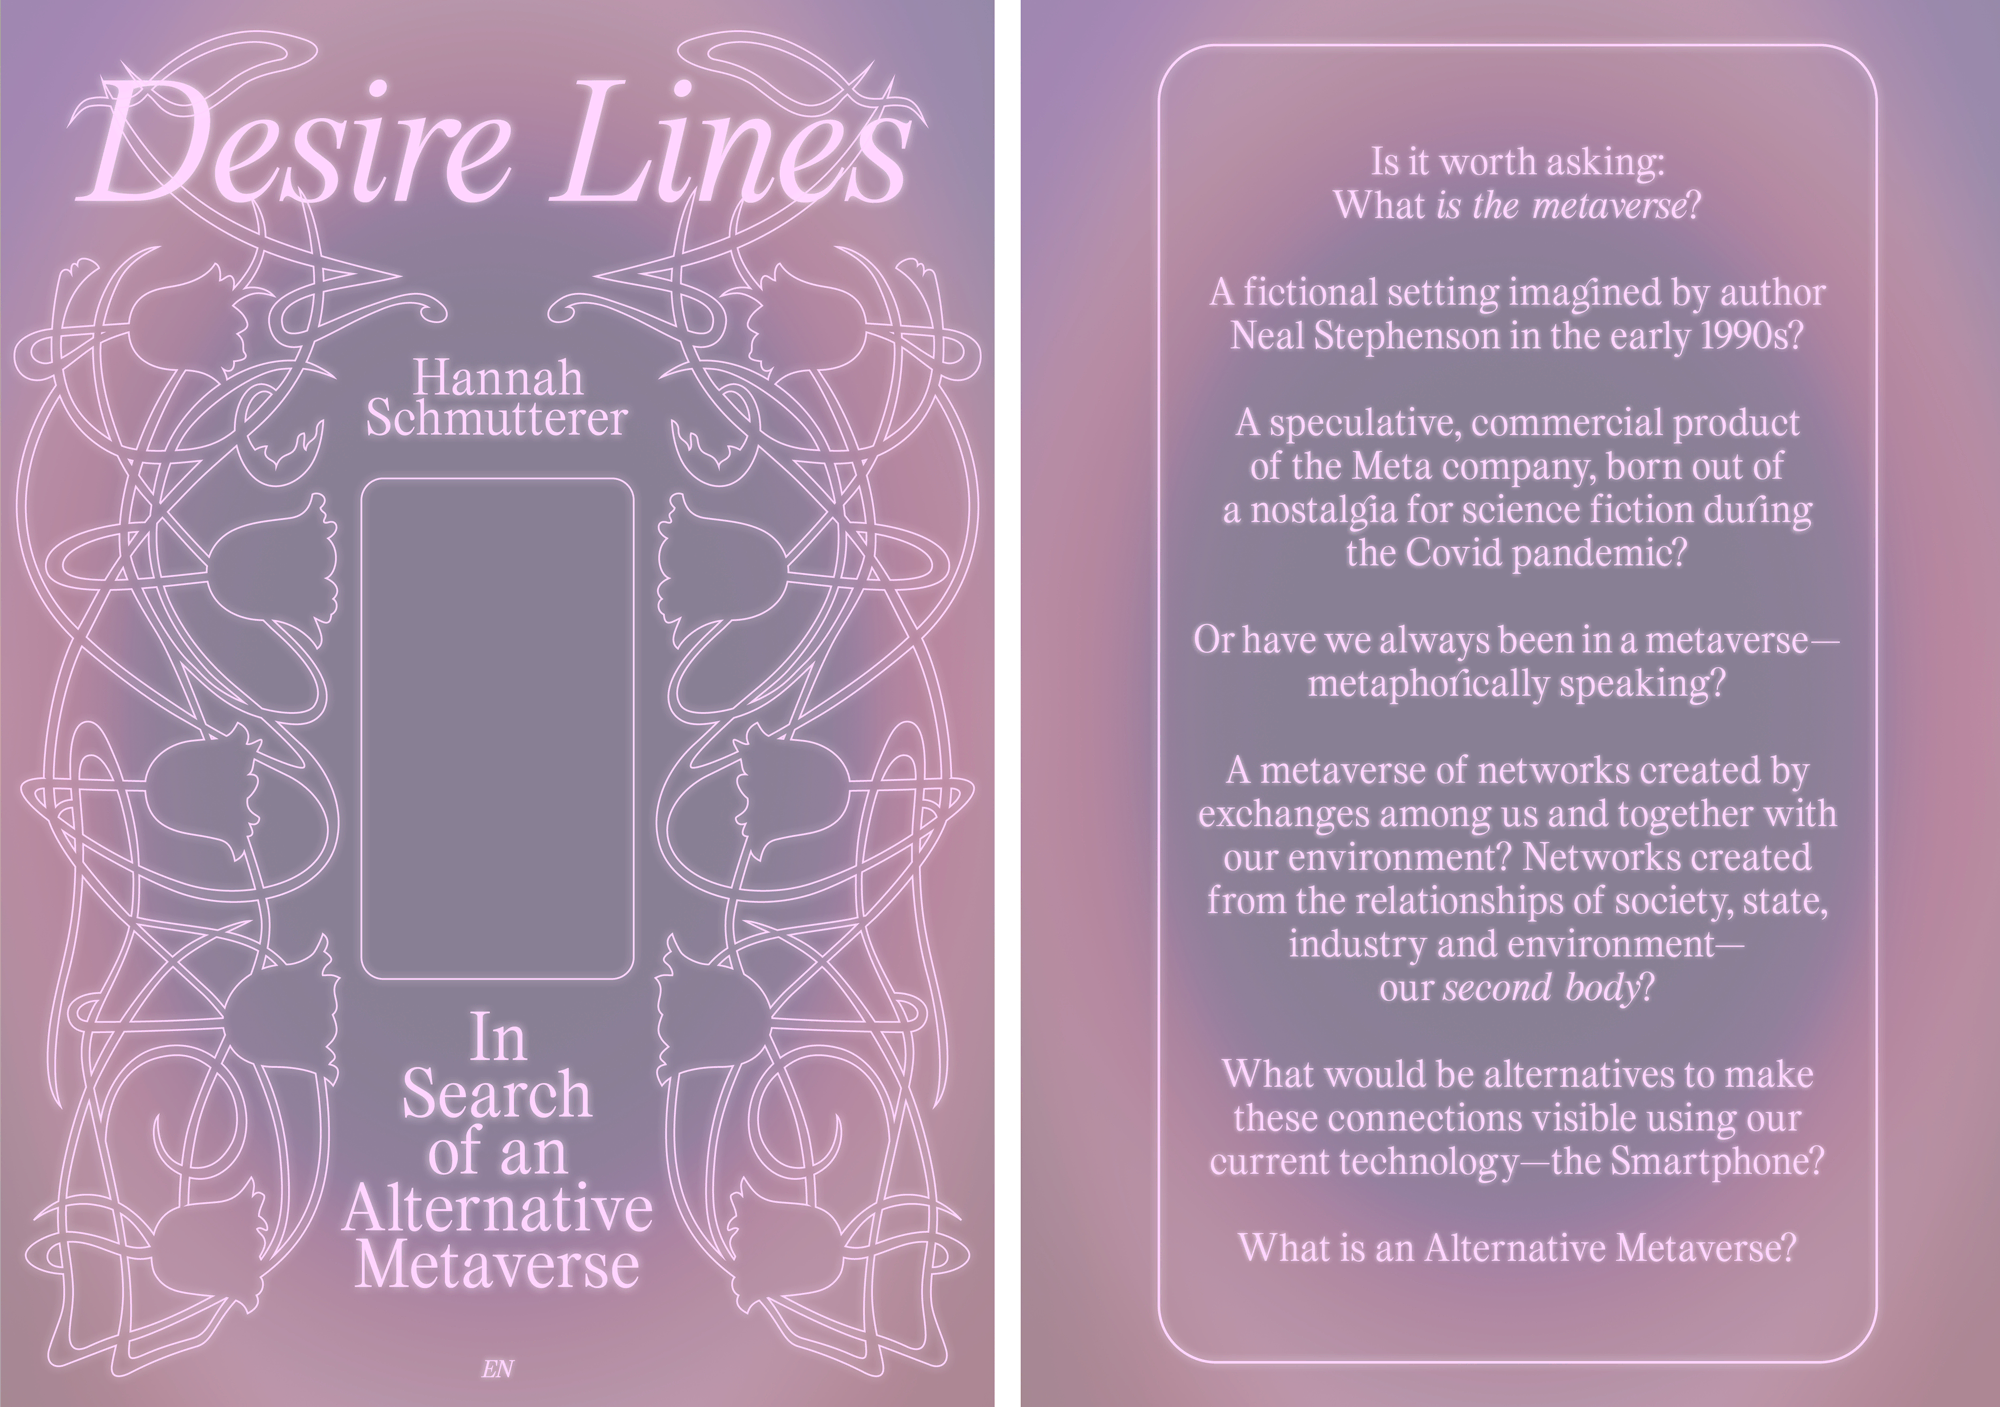 Desire Lines
Hannah
Schmutterer
In
Search
of an
Alternative
Metaverse
EN
Is it worth asking:
What is the metaverse?
A fictional setting imagined by author
Neal Stephenson in the early 1990s?
A speculative, commercial product
of the Meta company, born out of
a nostalgia for science fiction during
the Covid pandemic?
Or have we always been in a metaverse—
metaphorically speaking?
A metaverse of networks created by
exchanges among us and together with
our environment? Networks created
from the relationships of society, state,
industry and environment—
our second body?
What would be alternatives to make
these connections visible using our
current technology—the Smartphone?
What is an Alternative Metaverse?